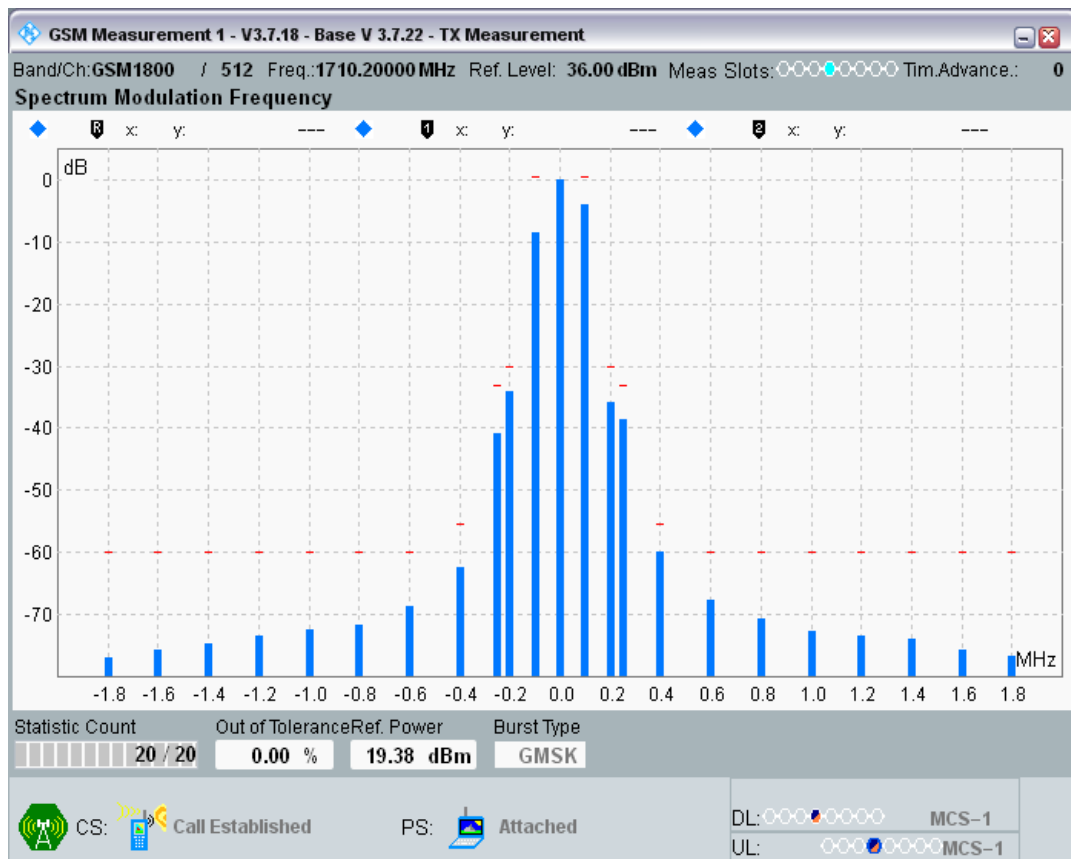 GSM Measurement 1 - V3.7.18 - Base V 3.7.22 - TX Measurement
Band/Ch:GSM1800 / 512 Freq.:1710.20000 MHz Ref. Level: 36.00 dBm Meas Slots: Tim.Advance.: 0
Spectrum Modulation Frequency
R x: y: --- 1 x: y: --- 2 x: y: ---
dB
0
-10
-20
-30
-40
-50
-60
-70
MHz
-1.8 -1.6 -1.4 -1.2 -1.0 -0.8 -0.6 -0.4 -0.2 0.0 0.2 0.4 0.6 0.8 1.0 1.2 1.4 1.6 1.8
Statistic Count Out of Tolerance Ref. Power Burst Type
20 / 20 0.00 % 19.38 dBm GMSK
CS: Call Established PS: Attached
DL: MCS-1
UL: MCS-1